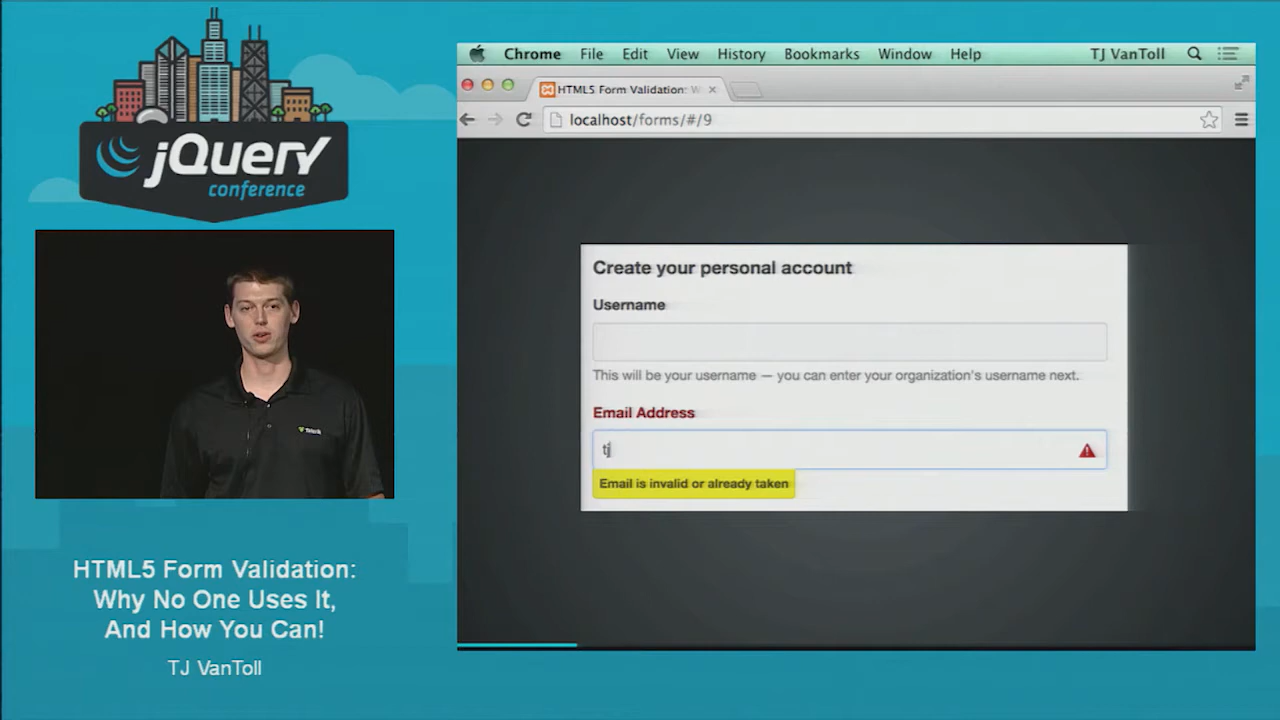 jQuery
conference
HTML5 Form Validation:
Why No One Uses It,
And How You Can!
TJ VanToll
Chrome File Edit View History Bookmarks Window Help TJ VanToll
HTML5 Form Validation: W
localhost/forms/#/9
Create your personal account
Username
This will be your username — you can enter your organization's username next.
Email Address
tj
Email is invalid or already taken
Telerik